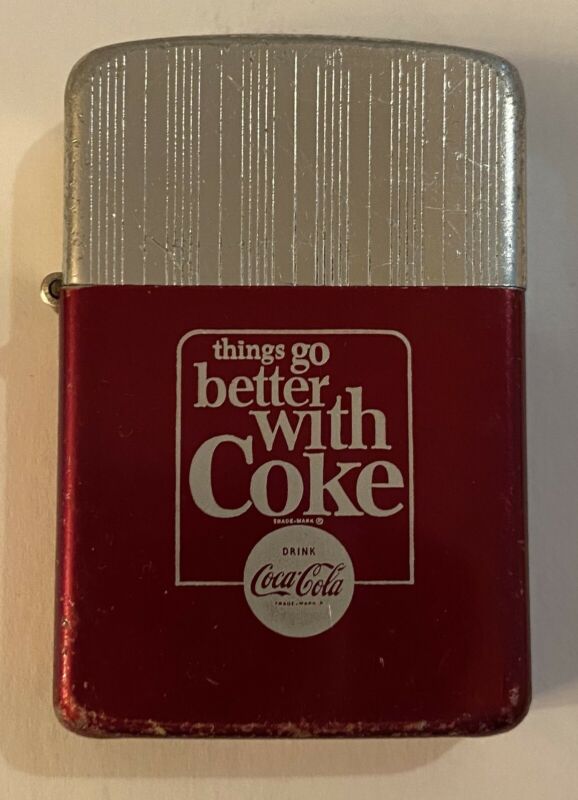 things go
better
with
Coke
TRADE-MARK ®
DRINK
Coca-Cola
TRADE-MARK ®